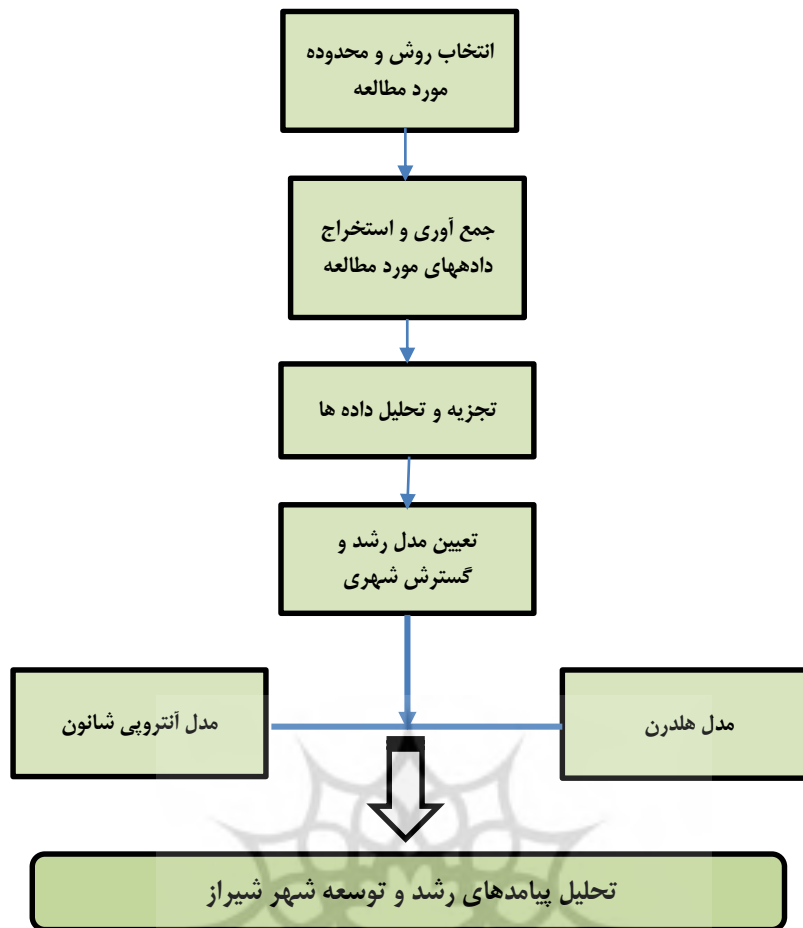 انتخاب روش و محدوده
مورد مطالعه
جمع آوری و استخراج
دادههای مورد مطالعه
تجزیه و تحلیل داده ها
تعیین مدل رشد و
گسترش شهری
مدل هلدرن
مدل آنتروپی شانون
تحلیل پیامدهای رشد و توسعه شهر شیراز